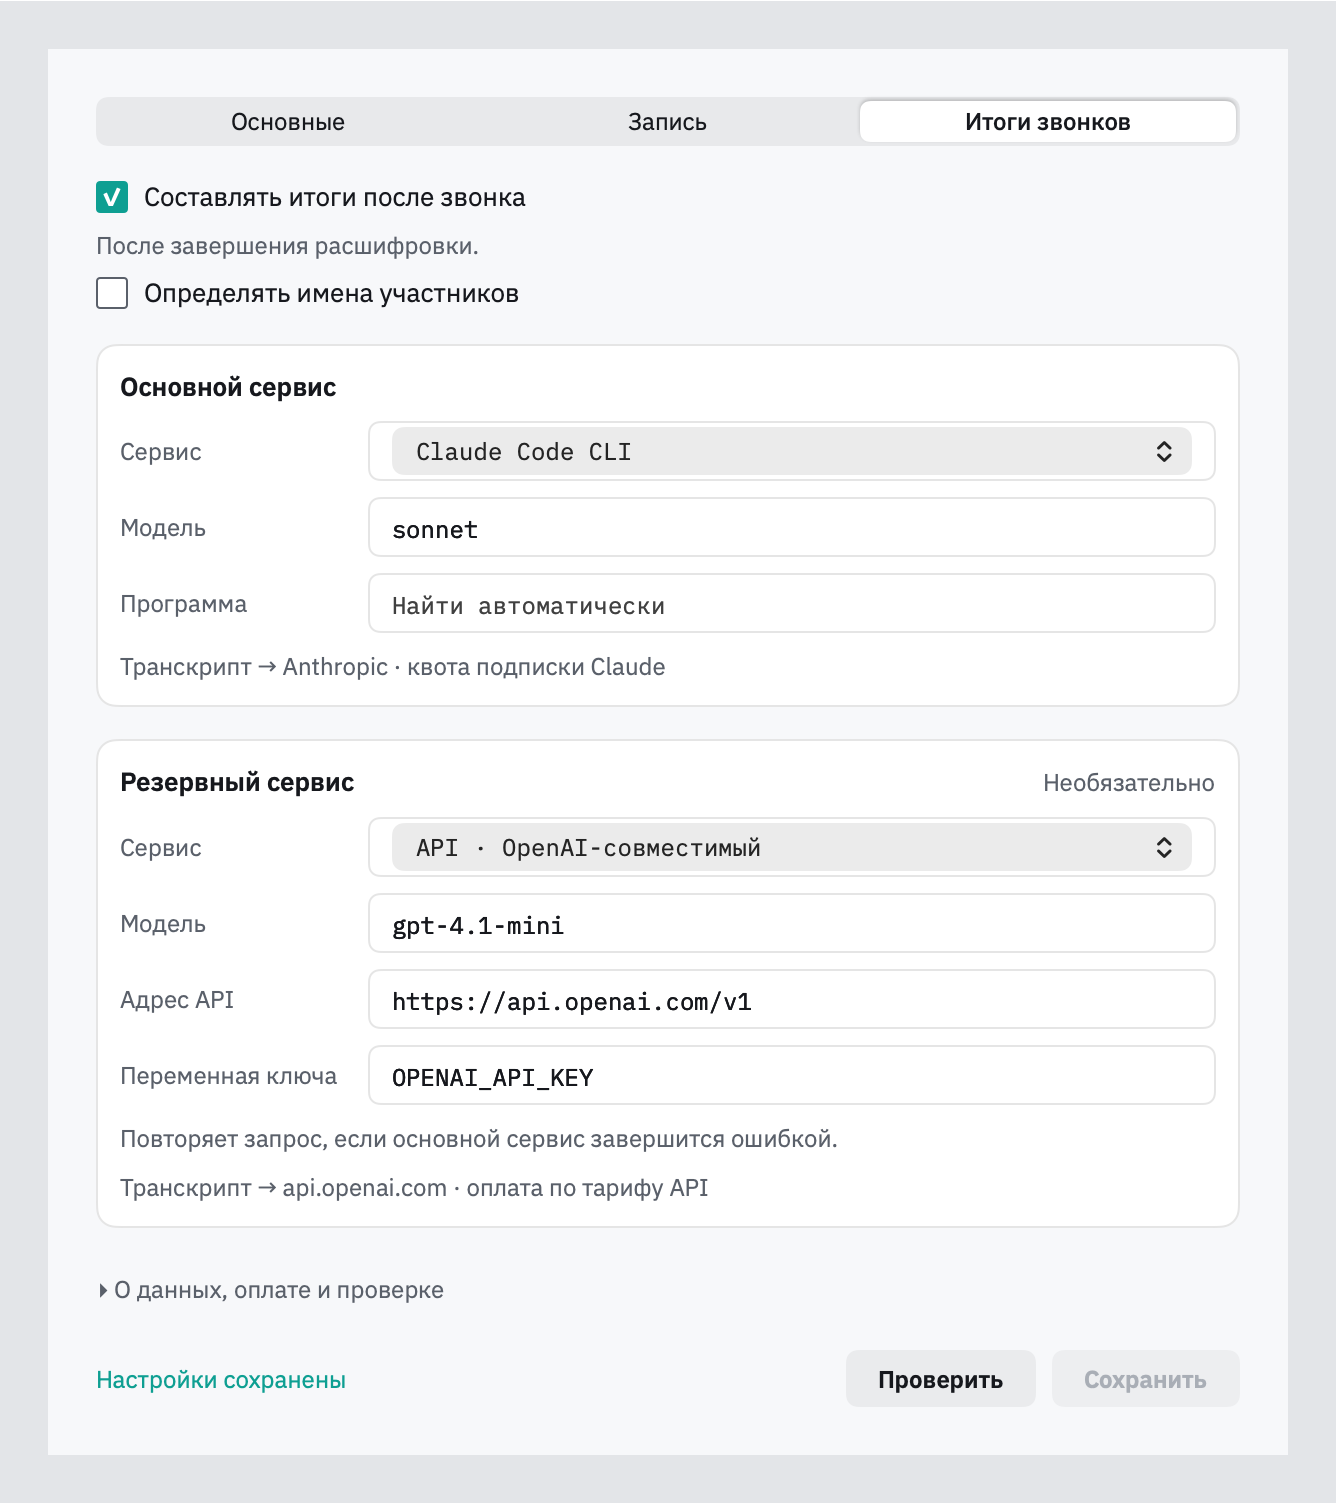 Основные
Запись
Итоги звонков
Составлять итоги после звонка
После завершения расшифровки.
Определять имена участников
Основной сервис
Сервис
Claude Code CLI
Модель
sonnet
Программа
Найти автоматически
Транскрипт → Anthropic · квота подписки Claude
Резервный сервис
Необязательно
Сервис
API · OpenAI-совместимый
Модель
gpt-4.1-mini
Адрес API
https://api.openai.com/v1
Переменная ключа
OPENAI_API_KEY
Повторяет запрос, если основной сервис завершится ошибкой.
Транскрипт → api.openai.com · оплата по тарифу API
О данных, оплате и проверке
Настройки сохранены
Проверить
Сохранить